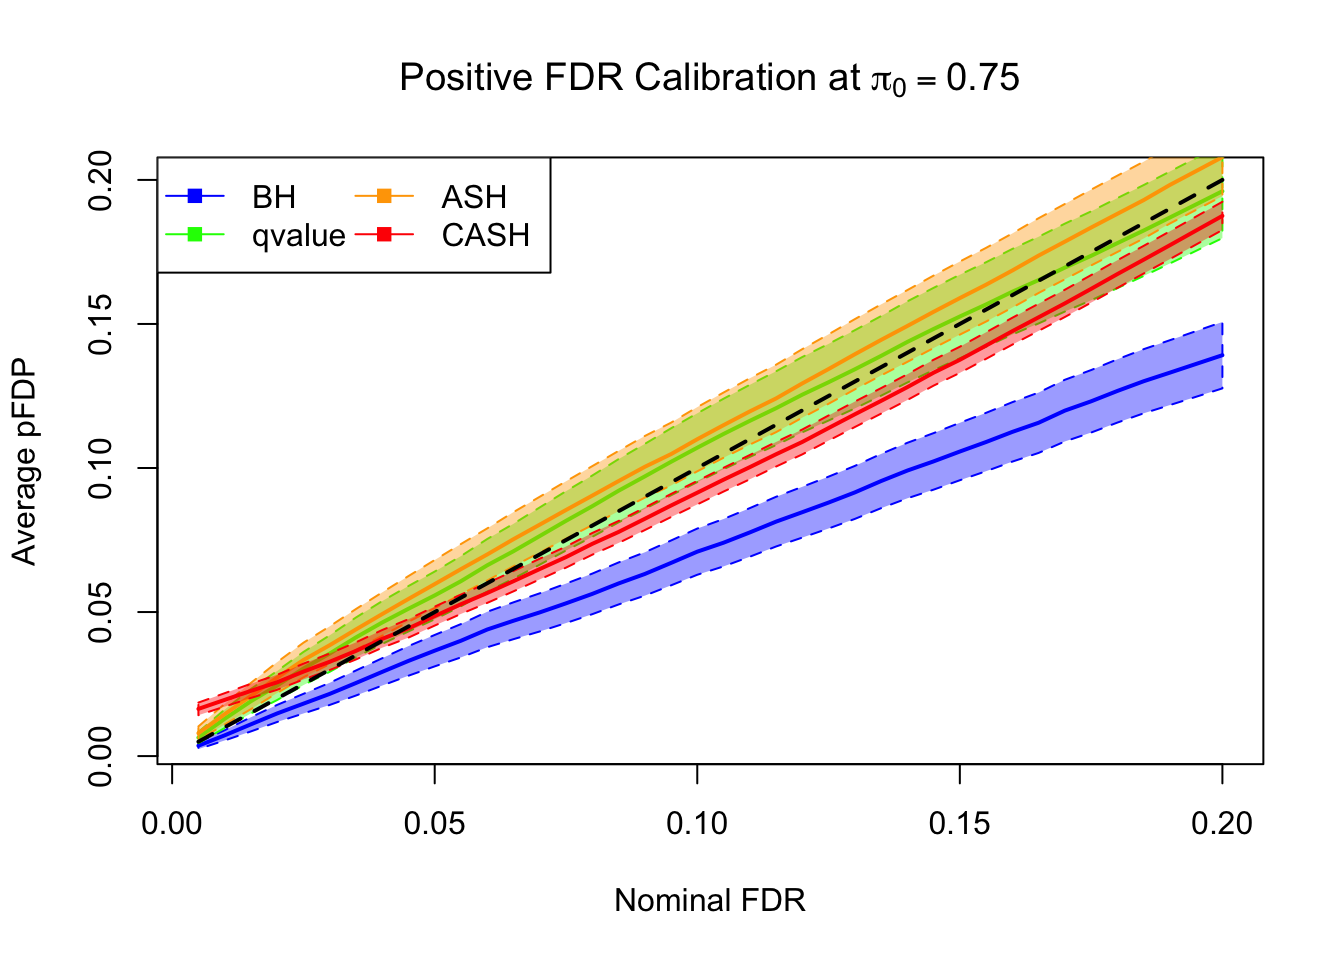 Positive FDR Calibration at π₀ = 0.75
BH ASH
qvalue CASH
Average pFDP
0.20
0.15
0.10
0.05
0.00
0.00 0.05 0.10 0.15 0.20
Nominal FDR